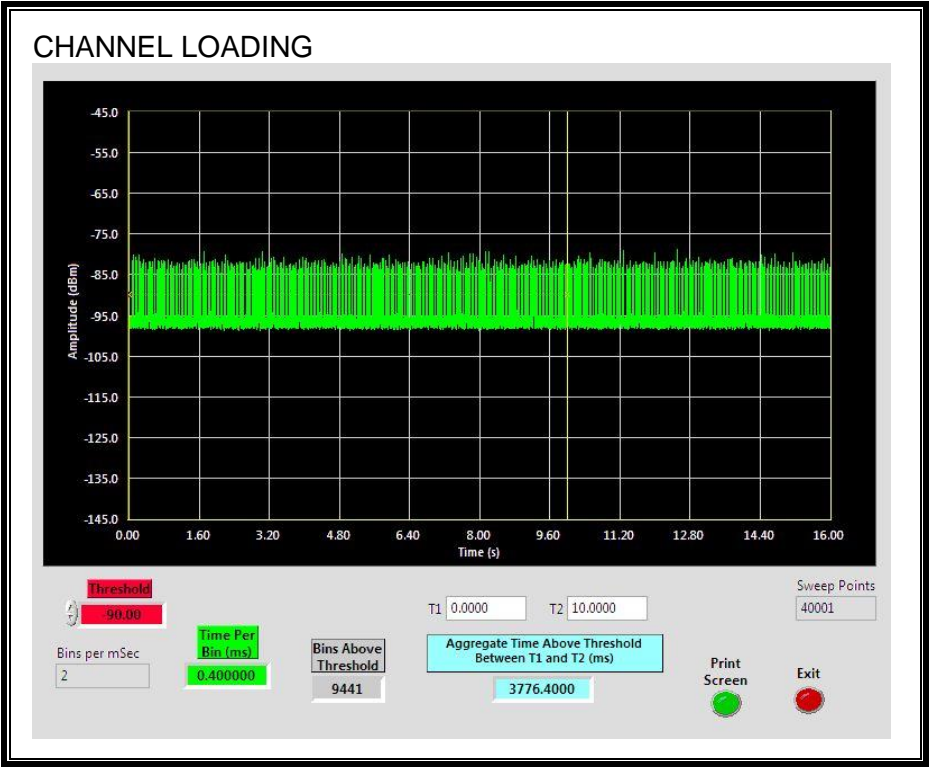 CHANNEL LOADING
-45.0
-55.0
-65.0
-75.0
-85.0
-95.0
-105.0
-115.0
-125.0
-135.0
-145.0
Amplitude (dBm)
0.00 1.60 3.20 4.80 6.40 8.00 9.60 11.20 12.80 14.40 16.00
Time (s)
Threshold
-90.00
Bins per mSec
2
Time Per
Bin (ms)
0.400000
Bins Above
Threshold
9441
T1 0.0000 T2 10.0000
Aggregate Time Above Threshold
Between T1 and T2 (ms)
3776.4000
Sweep Points
40001
Print
Screen
Exit